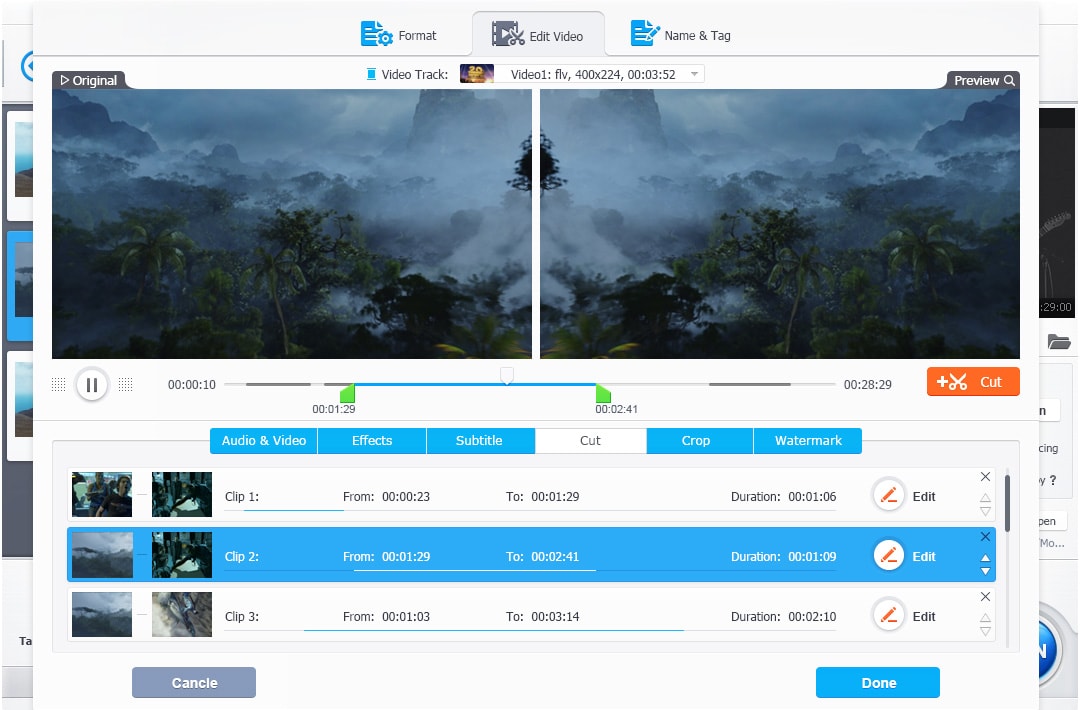 Format
Edit Video
Name & Tag
Original
Video Track:
Video1: flv, 400x224, 00:03:52
Preview
00:00:10
00:28:29
Cut
00:01:29
00:02:41
Audio & Video
Effects
Subtitle
Cut
Crop
Watermark
Clip 1: From: 00:00:23 To: 00:01:29 Duration: 00:01:06 Edit
Clip 2: From: 00:01:29 To: 00:02:41 Duration: 00:01:09 Edit
Clip 3: From: 00:01:03 To: 00:03:14 Duration: 00:02:10 Edit
Cancle
Done
:29:00
n
cing
y ?
pen
/Mo...
Ta
N